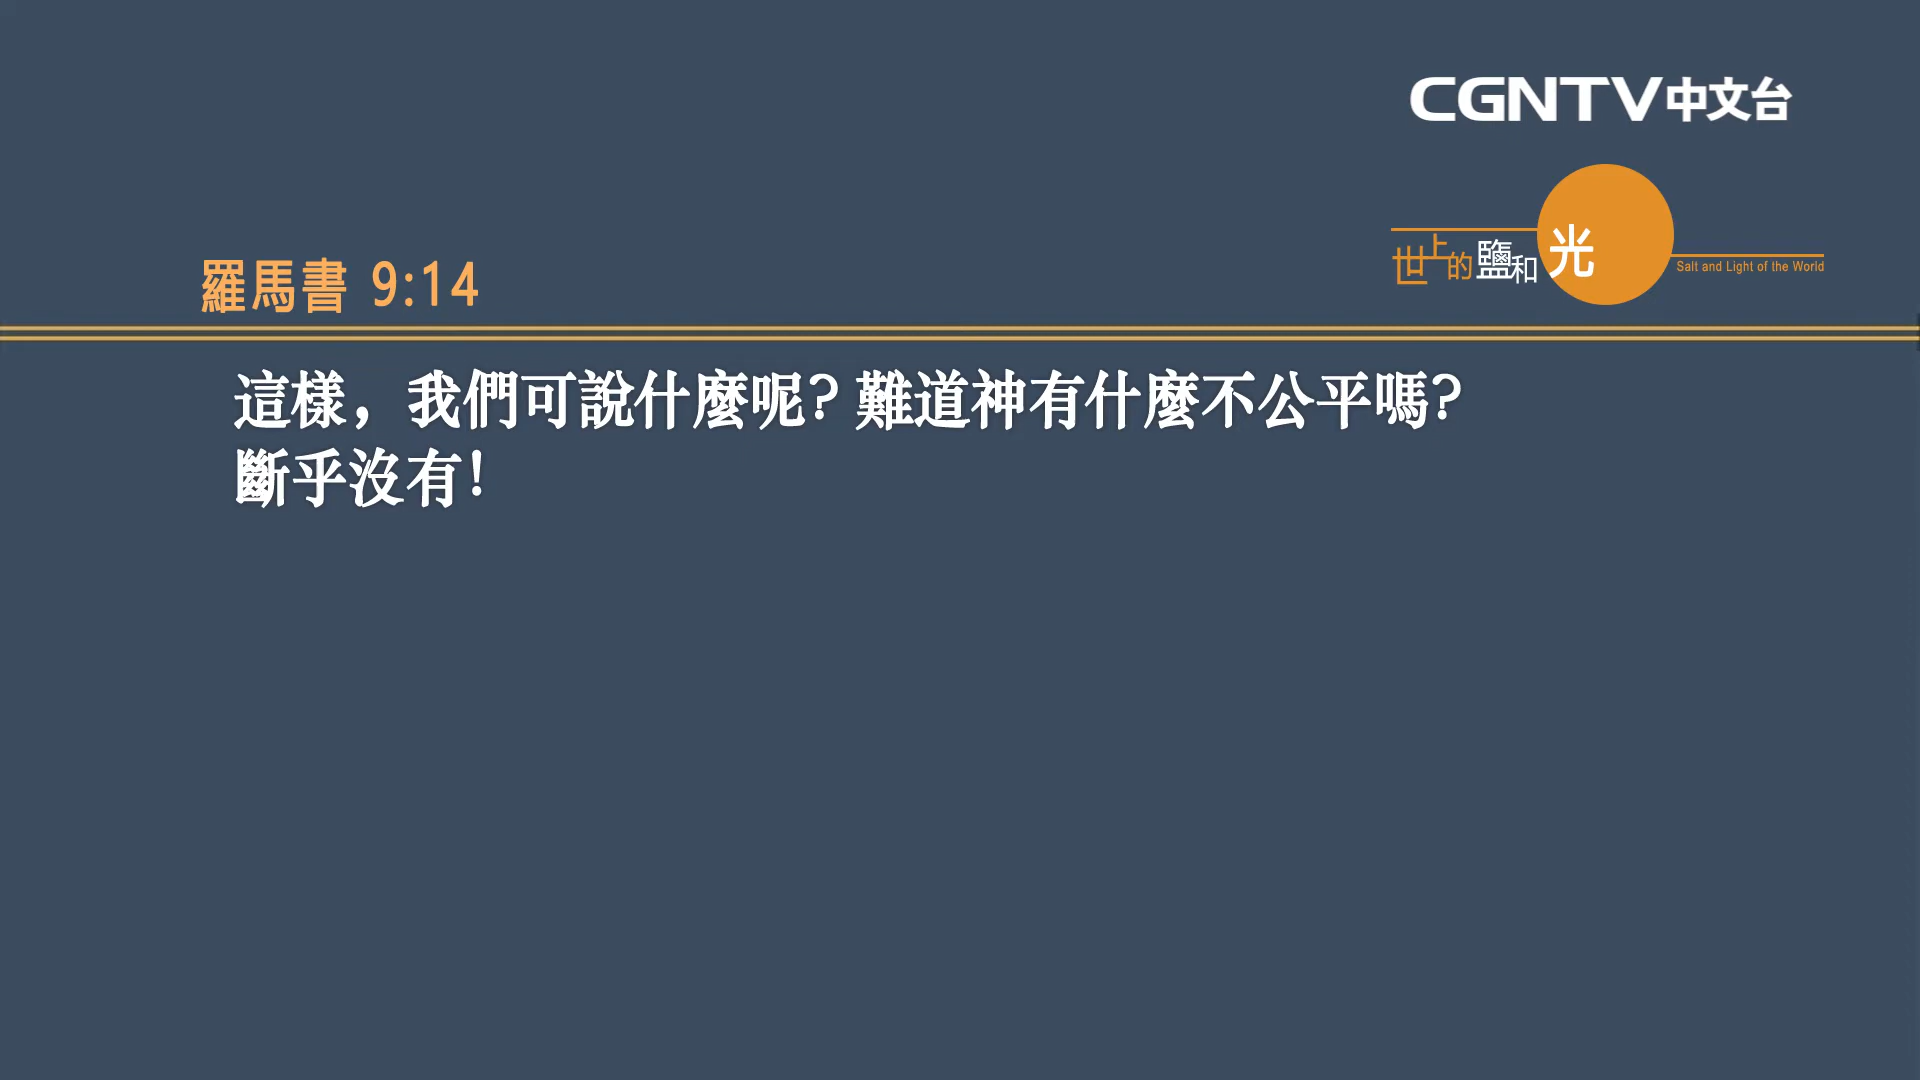 CGNTV中文台
世上的鹽和光
Salt and Light of the World
羅馬書 9:14
這樣，我們可說什麼呢？難道神有什麼不公平嗎？
斷乎沒有！